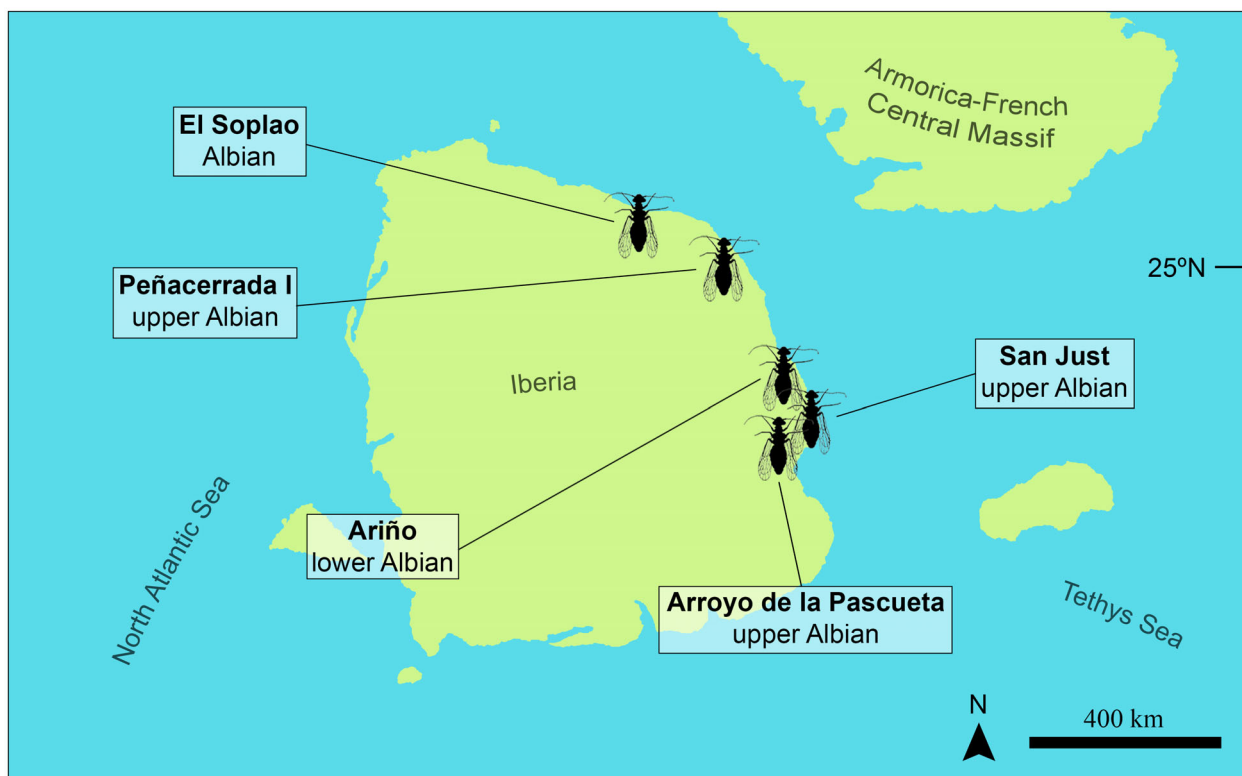 Armorica-French
Central Massif
El Soplao
Albian
25ºN
Peñacerrada I
upper Albian
San Just
upper Albian
Iberia
Ariño
lower Albian
North Atlantic Sea
Arroyo de la Pascueta
upper Albian
Tethys Sea
N
400 km